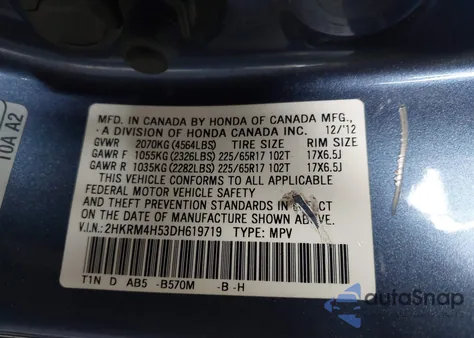 MFD. IN CANADA BY HONDA OF CANADA MFG.,
- A DIVISION OF HONDA CANADA INC. 12/'12
GVWR 2070KG (4564LBS) TIRE SIZE RIM SIZE
GAWR F 1055KG (2326LBS) 225/65R17 102T 17X6.5J
GAWR R 1035KG (2282LBS) 225/65R17 102T 17X6.5J
THIS VEHICLE CONFORMS TO ALL APPLICABLE
FEDERAL MOTOR VEHICLE SAFETY
AND THEFT PREVENTION STANDARDS IN EFFECT
ON THE DATE OF MANUFACTURE SHOWN ABOVE.
V.I.N.: 2HKRM4H53DH619719 TYPE: MPV
T1N D AB5 -B570M -B -H
10A A2
autoSnap